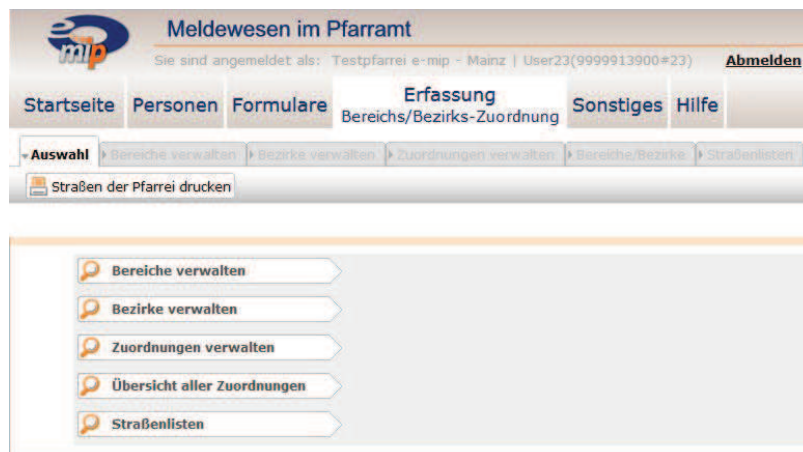 e-mip
Meldewesen im Pfarramt
Sie sind angemeldet als: Testpfarrei e-mip - Mainz | User23(9999913900#23) Abmelden
Startseite Personen Formulare Erfassung Sonstiges Hilfe
Bereichs/Bezirks-Zuordnung
Auswahl Bereiche verwalten Bezirke verwalten Zuordnungen verwalten Bereiche/Bezirke Straßenlisten
Straßen der Pfarrei drucken
Bereiche verwalten
Bezirke verwalten
Zuordnungen verwalten
Übersicht aller Zuordnungen
Straßenlisten